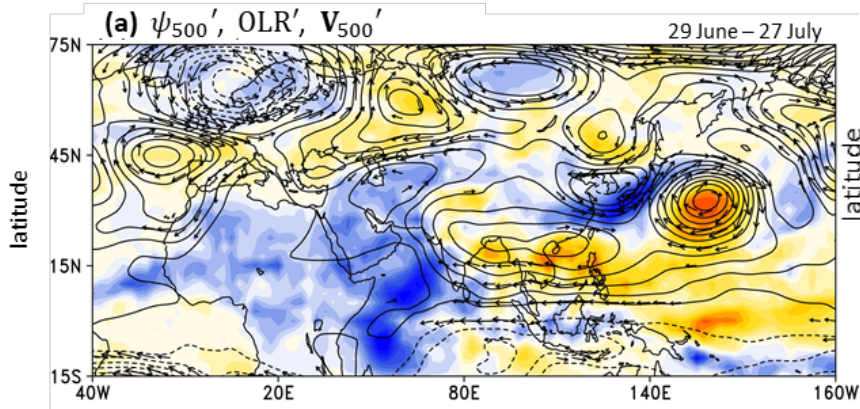 (a) ψ500′, OLR′, V500′
29 June – 27 July
75N
45N
15N
15S
latitude
latitude
40W 20E 80E 140E 160W